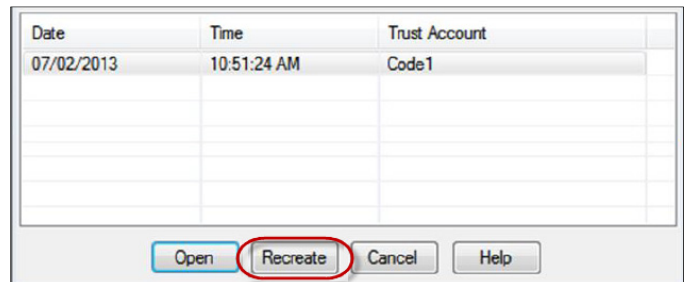 Date Time Trust Account
07/02/2013 10:51:24 AM Code1
Open Recreate Cancel Help